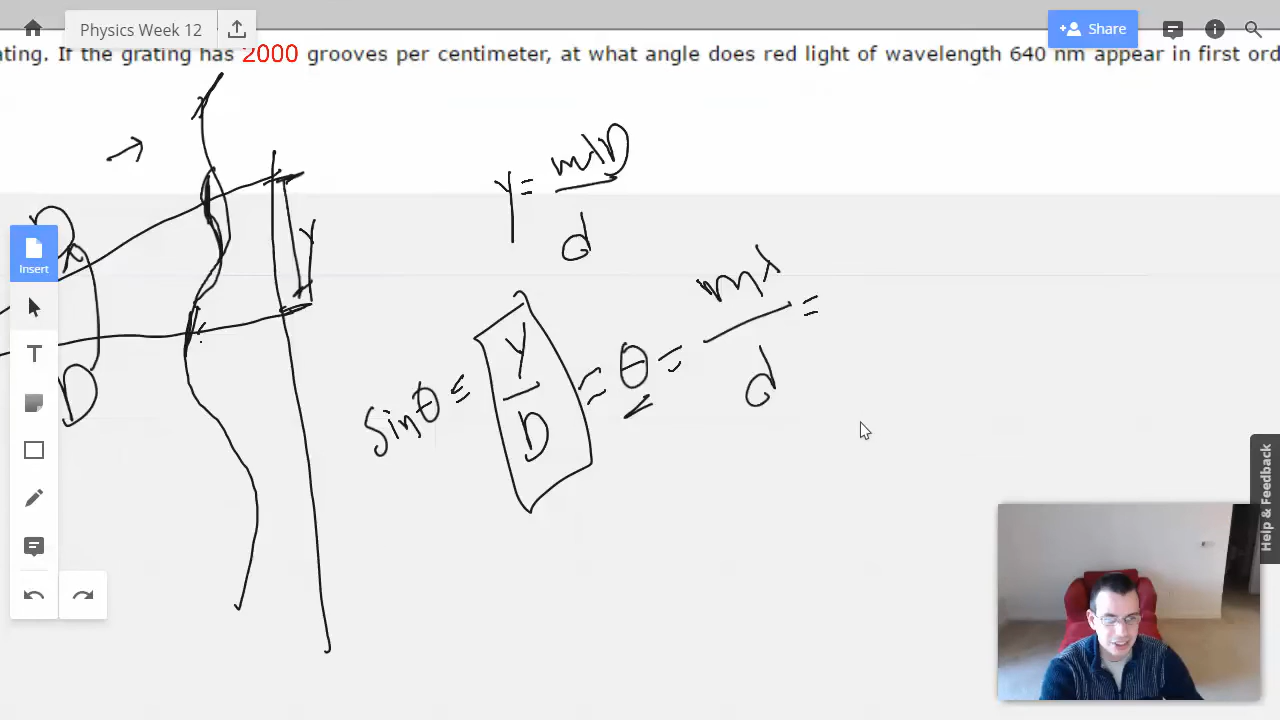 Physics Week 12
Share
ating. If the grating has 2000 grooves per centimeter, at what angle does red light of wavelength 640 nm appear in first ord
Y = mλD / d
Y
D
Insert
T
sinθ = Y / D = θ = mλ / d =
Help & Feedback